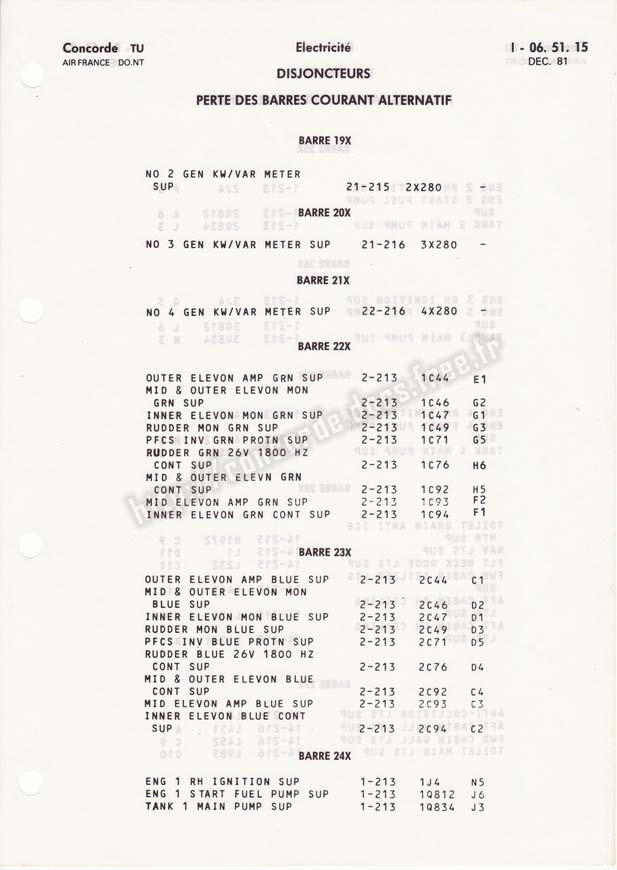 Concorde TU
Electricité
I - 06. 51. 15
AIR FRANCE DO.NT
DEC. 81
DISJONCTEURS
PERTE DES BARRES COURANT ALTERNATIF
BARRE 19X
NO 2 GEN KW/VAR METER
SUP 21-215 2X280 -
BARRE 20X
NO 3 GEN KW/VAR METER SUP 21-216 3X280 -
BARRE 21X
NO 4 GEN KW/VAR METER SUP 22-216 4X280 -
BARRE 22X
OUTER ELEVON AMP GRN SUP 2-213 1C44 E1
MID & OUTER ELEVON MON
GRN SUP 2-213 1C46 G2
INNER ELEVON MON GRN SUP 2-213 1C47 G1
RUDDER MON GRN SUP 2-213 1C49 G3
PFCS INV GRN PROTN SUP 2-213 1C71 G5
RUDDER GRN 26V 1800 HZ
CONT SUP 2-213 1C76 H6
MID & OUTER ELEVN GRN
CONT SUP 2-213 1C92 H5
MID ELEVON AMP GRN SUP 2-213 1C93 F2
INNER ELEVON GRN CONT SUP 2-213 1C94 F1
BARRE 23X
OUTER ELEVON AMP BLUE SUP 2-213 2C44 C1
MID & OUTER ELEVON MON
BLUE SUP 2-213 2C46 D2
INNER ELEVON MON BLUE SUP 2-213 2C47 D1
RUDDER MON BLUE SUP 2-213 2C49 D3
PFCS INV BLUE PROTN SUP 2-213 2C71 D5
RUDDER BLUE 26V 1800 HZ
CONT SUP 2-213 2C76 D4
MID & OUTER ELEVON BLUE
CONT SUP 2-213 2C92 C4
MID ELEVON AMP BLUE SUP 2-213 2C93 C3
INNER ELEVON BLUE CONT
SUP 2-213 2C94 C2
BARRE 24X
ENG 1 RH IGNITION SUP 1-213 1J4 N5
ENG 1 START FUEL PUMP SUP 1-213 1Q812 J6
TANK 1 MAIN PUMP SUP 1-213 1Q834 J3
http://concorde.docs.free.fr